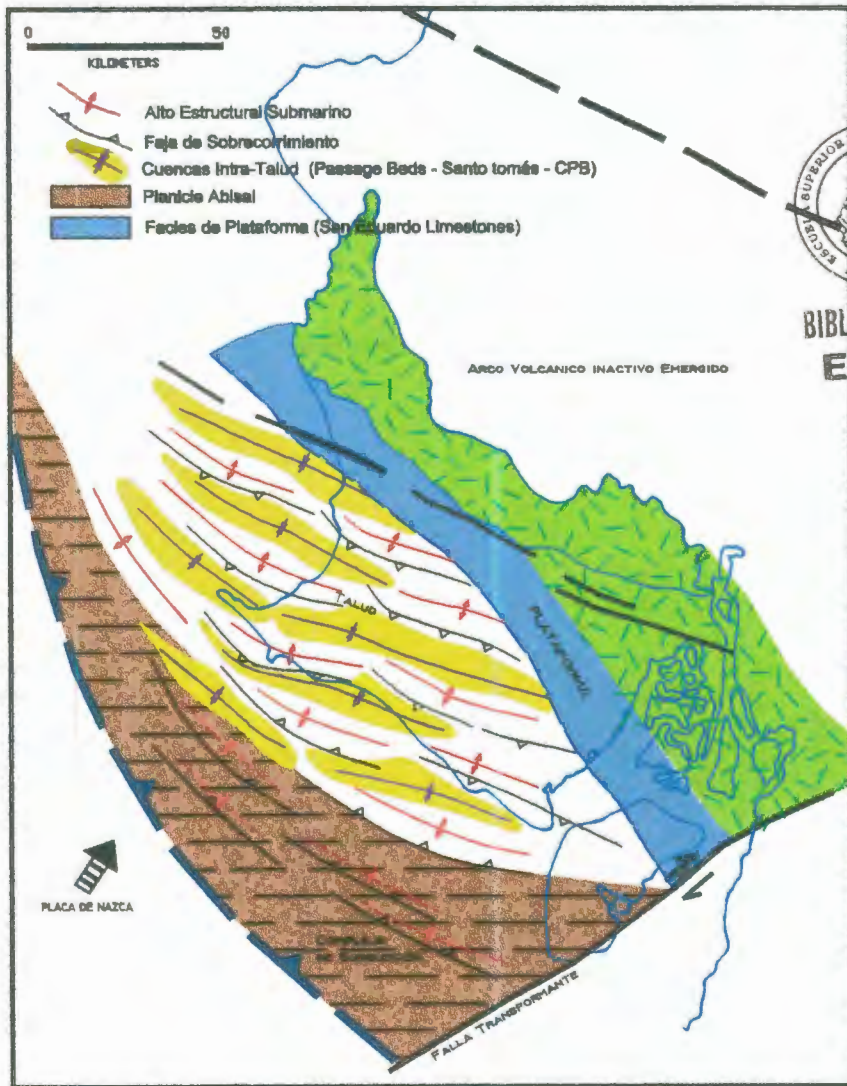 0 50
KILOMETERS
Alto Estructural Submarino
Faja de Sobrecorrimiento
Cuencas Intra-Talud (Passage Beds - Santo tomás - CPB)
Planicie Abisal
Facies de Plataforma (San Eduardo Limestones)
BIBL
E
ARCO VOLCANICO INACTIVO EMERGIDO
TALUD
PLATAFORMA
PLACA DE NAZCA
FALLA TRANSFORMANTE